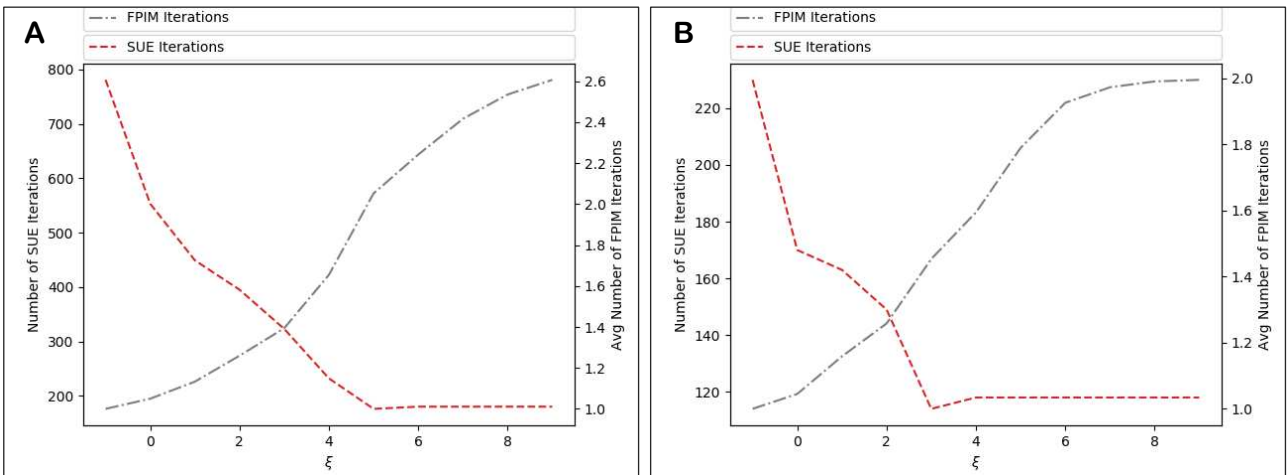 A
FPIM Iterations
SUE Iterations
800
700
600
500
400
300
200
Number of SUE Iterations
2.6
2.4
2.2
2.0
1.8
1.6
1.4
1.2
1.0
Avg Number of FPIM Iterations
0 2 4 6 8
ξ
B
FPIM Iterations
SUE Iterations
220
200
180
160
140
120
Number of SUE Iterations
2.0
1.8
1.6
1.4
1.2
1.0
Avg Number of FPIM Iterations
0 2 4 6 8
ξ